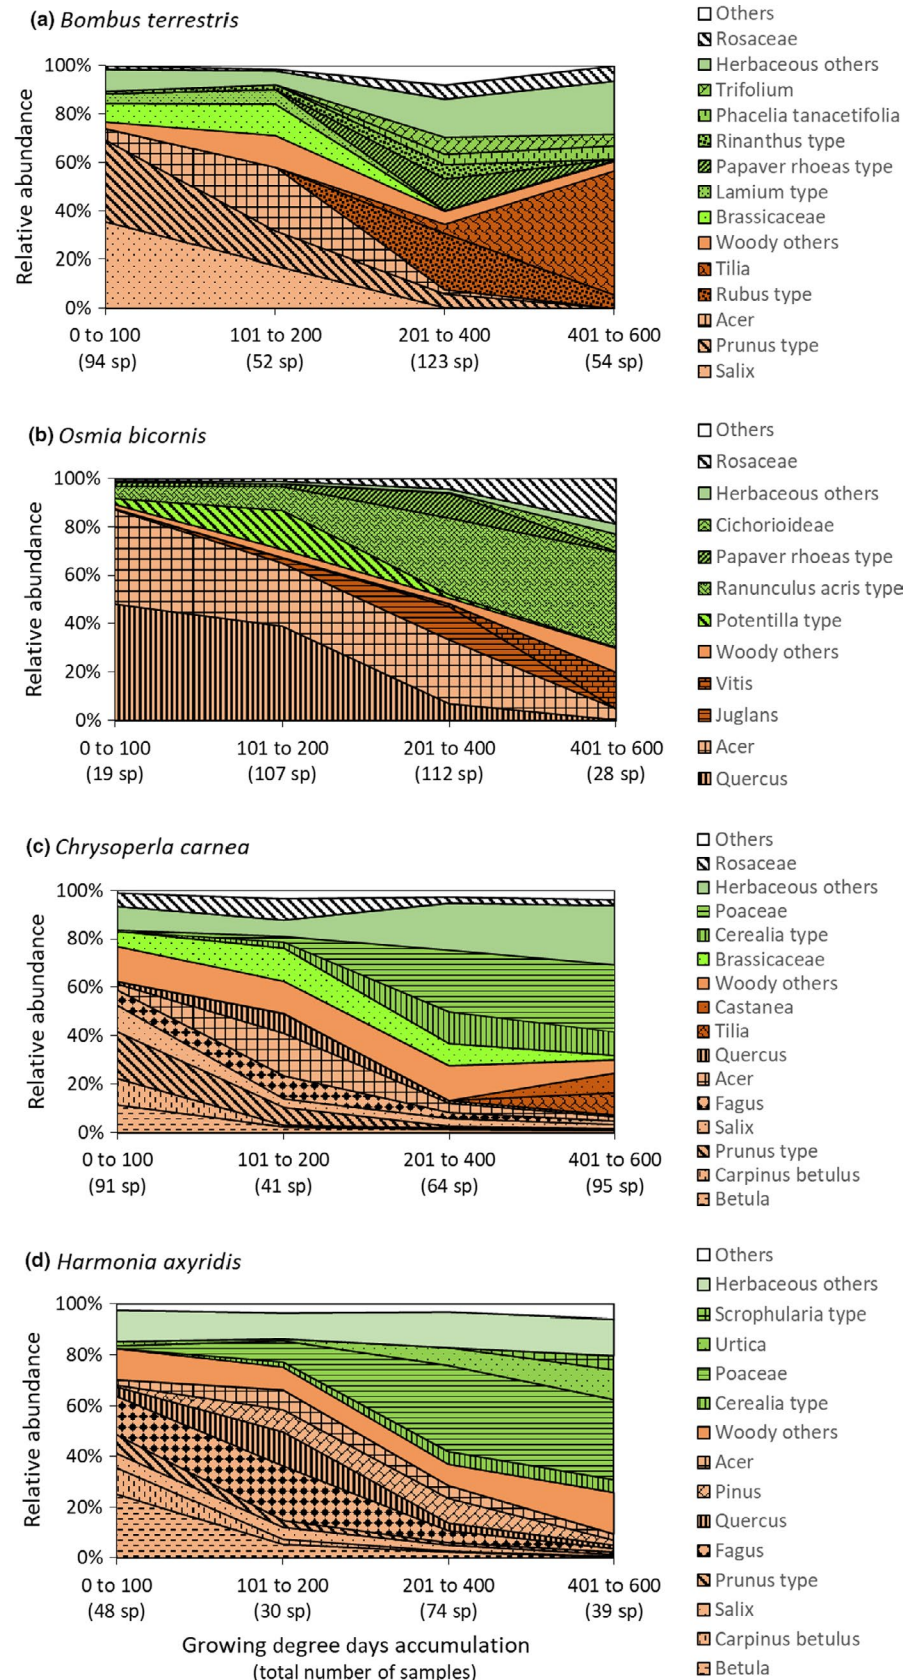 (a) Bombus terrestris
100%
80%
60%
40%
20%
0%
Relative abundance
0 to 100
(94 sp)
101 to 200
(52 sp)
201 to 400
(123 sp)
401 to 600
(54 sp)
Others
Rosaceae
Herbaceous others
Trifolium
Phacelia tanacetifolia
Rinanthus type
Papaver rhoeas type
Lamium type
Brassicaceae
Woody others
Tilia
Rubus type
Acer
Prunus type
Salix
(b) Osmia bicornis
100%
80%
60%
40%
20%
0%
Relative abundance
0 to 100
(19 sp)
101 to 200
(107 sp)
201 to 400
(112 sp)
401 to 600
(28 sp)
Others
Rosaceae
Herbaceous others
Cichorioideae
Papaver rhoeas type
Ranunculus acris type
Potentilla type
Woody others
Vitis
Juglans
Acer
Quercus
(c) Chrysoperla carnea
100%
80%
60%
40%
20%
0%
Relative abundance
0 to 100
(91 sp)
101 to 200
(41 sp)
201 to 400
(64 sp)
401 to 600
(95 sp)
Others
Rosaceae
Herbaceous others
Poaceae
Cerealia type
Brassicaceae
Woody others
Castanea
Tilia
Quercus
Acer
Fagus
Salix
Prunus type
Carpinus betulus
Betula
(d) Harmonia axyridis
100%
80%
60%
40%
20%
0%
Relative abundance
0 to 100
(48 sp)
101 to 200
(30 sp)
201 to 400
(74 sp)
401 to 600
(39 sp)
Growing degree days accumulation
(total number of samples)
Others
Herbaceous others
Scrophularia type
Urtica
Poaceae
Cerealia type
Woody others
Acer
Pinus
Quercus
Fagus
Prunus type
Salix
Carpinus betulus
Betula